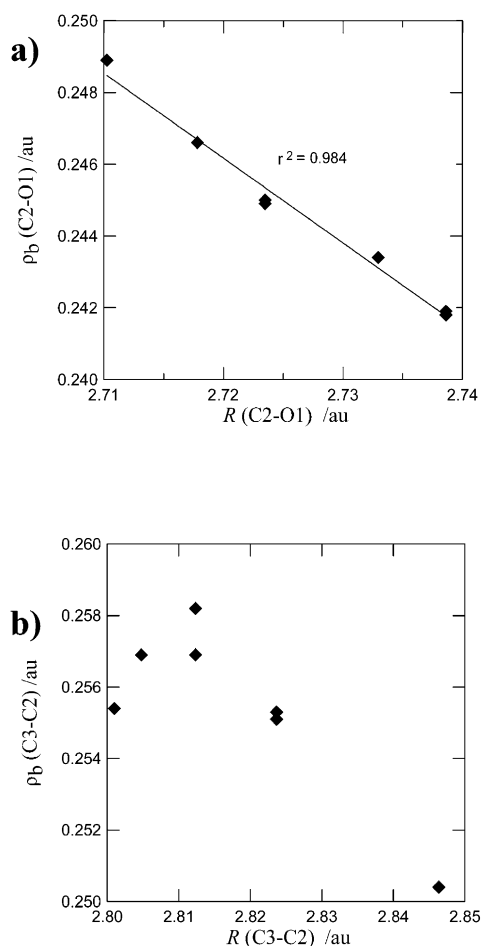 a)
0.250
0.248
0.246
0.244
0.242
0.240
ρb (C2-O1) /au
r 2 = 0.984
2.71 2.72 2.73 2.74
R (C2-O1) /au
b)
0.260
0.258
0.256
0.254
0.252
0.250
ρb (C3-C2) /au
2.80 2.81 2.82 2.83 2.84 2.85
R (C3-C2) /au